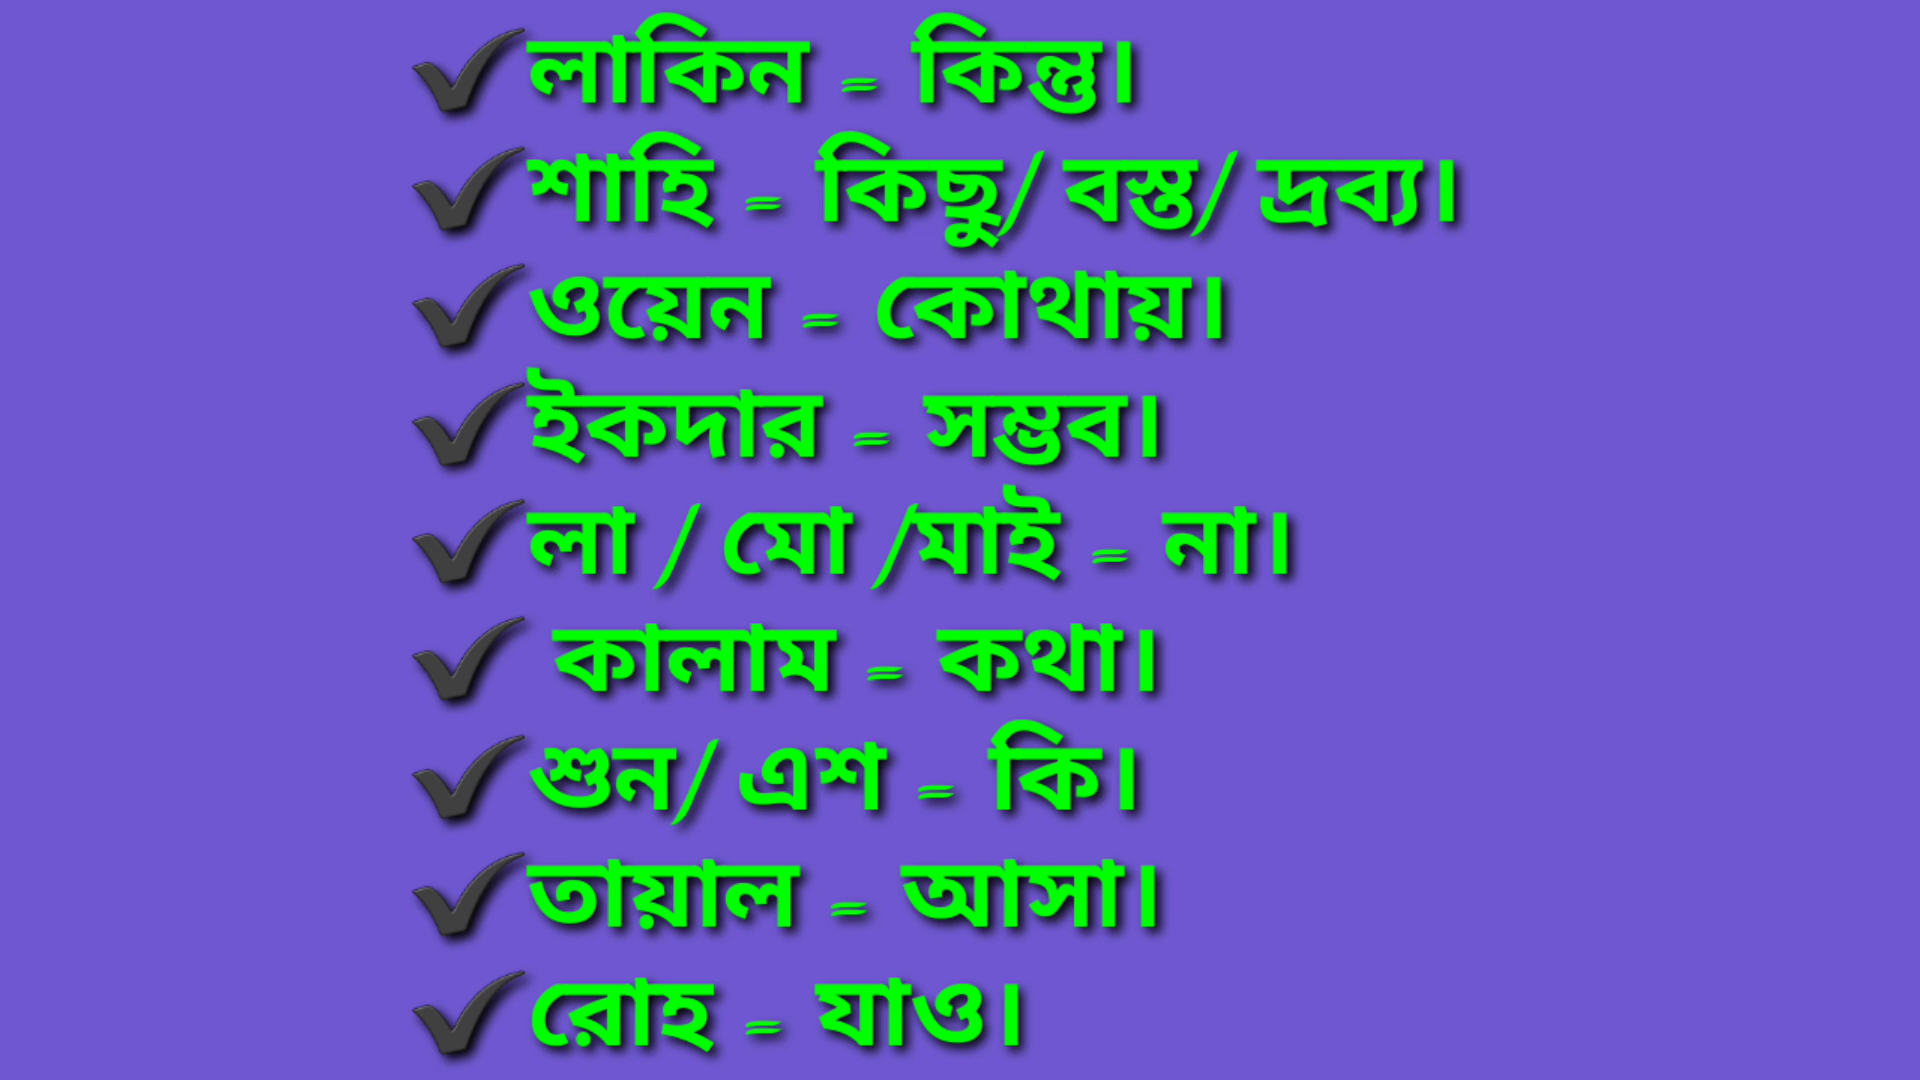 ✔লাকিন = কিন্তু।
✔শাহি = কিছু/ বস্ত/ দ্রব্য।
✔ওয়েন = কোথায়।
✔ইকদার = সম্ভব।
✔লা / মো /মাই = না।
✔ কালাম = কথা।
✔শুন/ এশ = কি।
✔তায়াল = আসা।
✔রোহ = যাও।